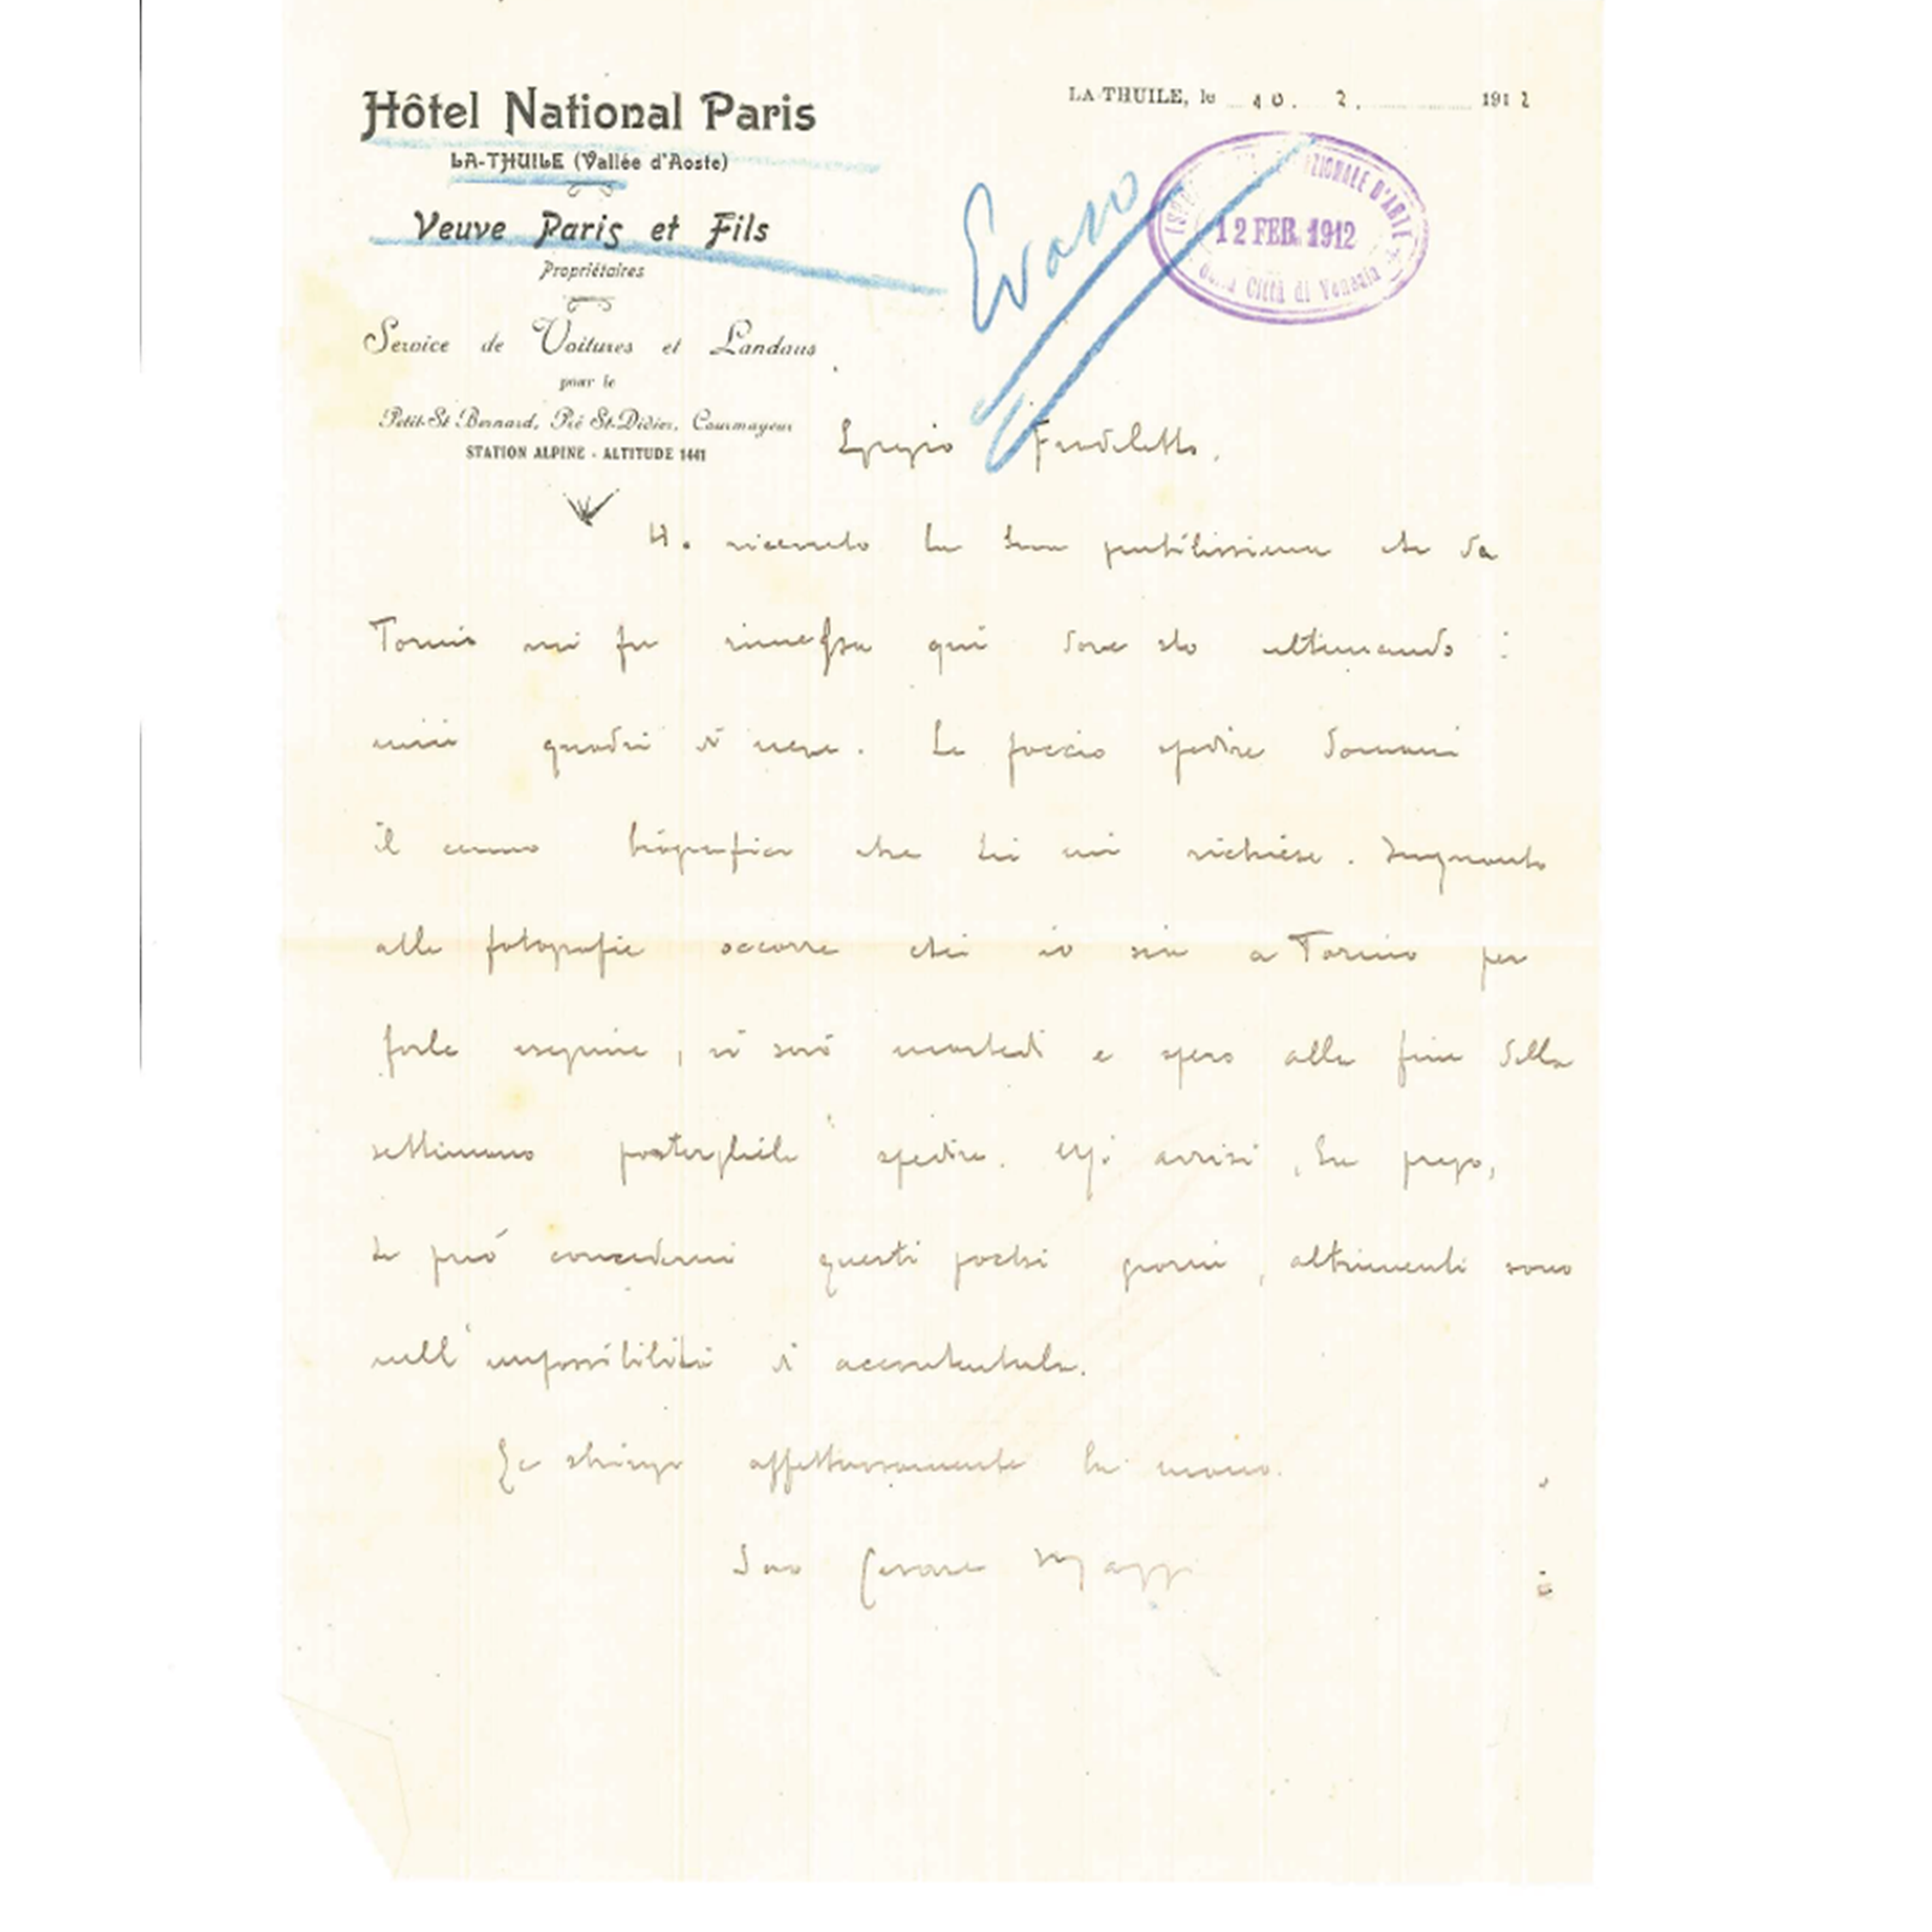 Hôtel National Paris
LA-THUILE (Vallée d'Aoste)
Veuve Paris et Fils
Propriétaires
Service de Voitures et Landaus
pour le
Petit-St Bernard, Pré St-Didier, Courmayeur
STATION ALPINE - ALTITUDE 1441
LA-THUILE, le 10. 2. 1912
Evaso
ZIONALE D'ARTE
12 FEB. 1912
della Città di Venezia
Egregio Fradeletto,
Ho ricevuto la sua gentilissima che da
Torino mi fu rimessa qui dove sto ultimando i
miei quadri di neve. Le faccio spedire domani
il cenno biografico che Lei mi richiese. Inquanto
alle fotografie occorre che io sia a Torino per
farle eseguire, vi sarò martedì e spero alla fine della
settimana spedire. Mi avvisi, La prego,
se può concedermi questi pochi giorni, altrimenti sono
nell'impossibilità di accontentarla.
Le stringo affettuosamente la mano.
Suo Cesare Maggi